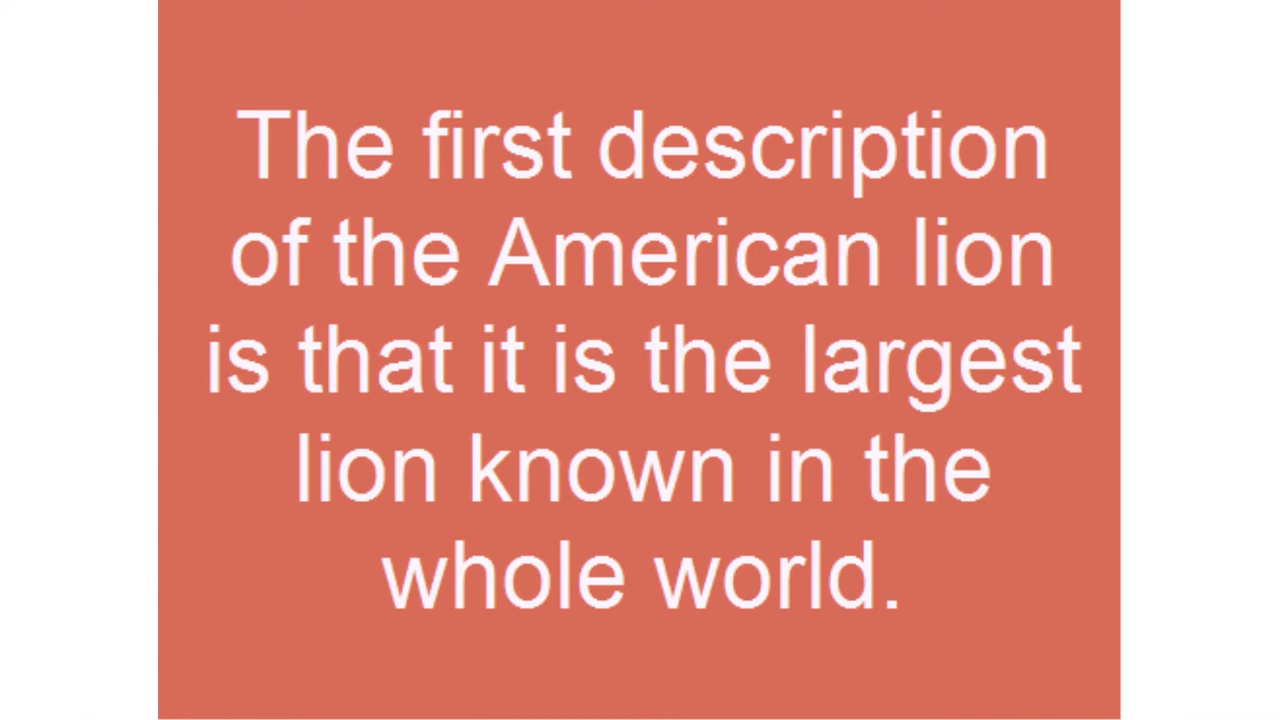 The first description
of the American lion
is that it is the largest
lion known in the
whole world.